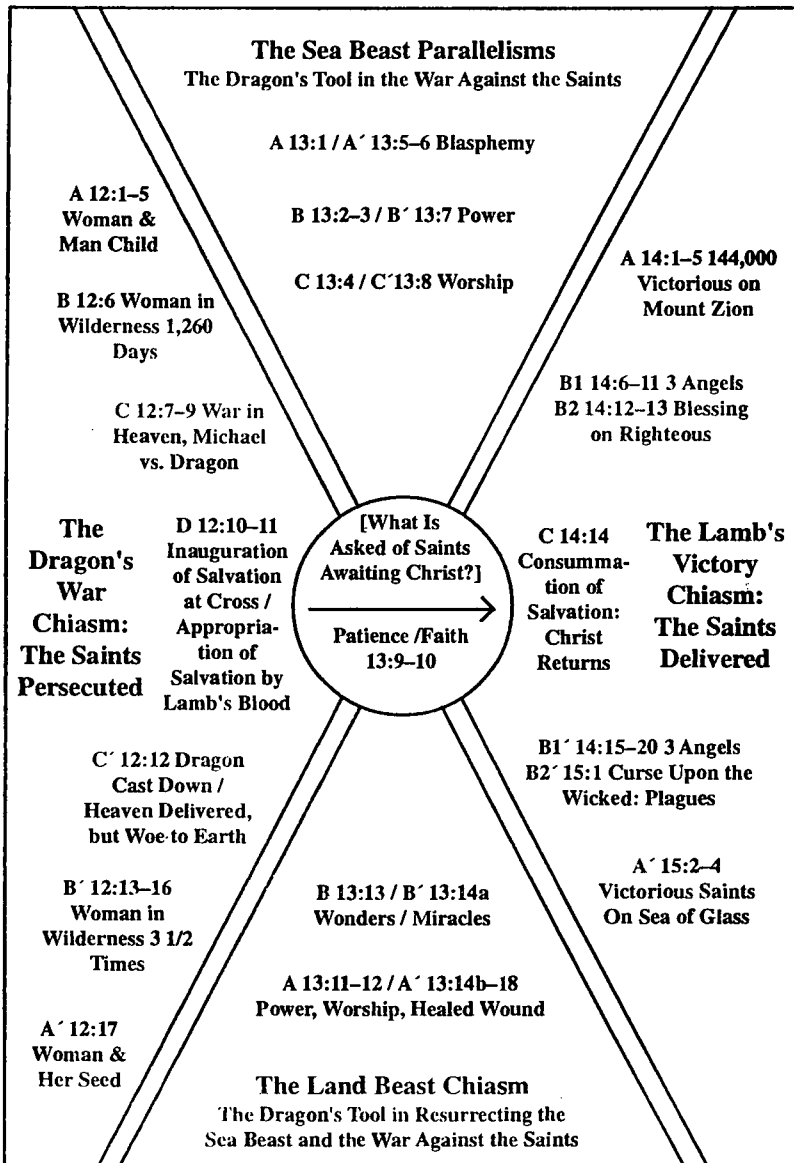 The Sea Beast Parallelisms
The Dragon's Tool in the War Against the Saints
A 13:1 / A´ 13:5–6 Blasphemy
B 13:2–3 / B´ 13:7 Power
C 13:4 / C´13:8 Worship
A 12:1–5
Woman &
Man Child
B 12:6 Woman in
Wilderness 1,260
Days
C 12:7–9 War in
Heaven, Michael
vs. Dragon
The
Dragon's
War
Chiasm:
The Saints
Persecuted
D 12:10–11
Inauguration
of Salvation
at Cross /
Appropria-
tion of
Salvation by
Lamb's Blood
C´ 12:12 Dragon
Cast Down /
Heaven Delivered,
but Woe to Earth
B´ 12:13–16
Woman in
Wilderness 3 1/2
Times
A´ 12:17
Woman &
Her Seed
[What Is
Asked of Saints
Awaiting Christ?]
Patience /Faith
13:9–10
A 14:1–5 144,000
Victorious on
Mount Zion
B1 14:6–11 3 Angels
B2 14:12–13 Blessing
on Righteous
C 14:14
Consumma-
tion of
Salvation:
Christ
Returns
The Lamb's
Victory
Chiasm:
The Saints
Delivered
B1´ 14:15–20 3 Angels
B2´ 15:1 Curse Upon the
Wicked: Plagues
A´ 15:2–4
Victorious Saints
On Sea of Glass
B 13:13 / B´ 13:14a
Wonders / Miracles
A 13:11–12 / A´ 13:14b–18
Power, Worship, Healed Wound
The Land Beast Chiasm
The Dragon's Tool in Resurrecting the
Sea Beast and the War Against the Saints